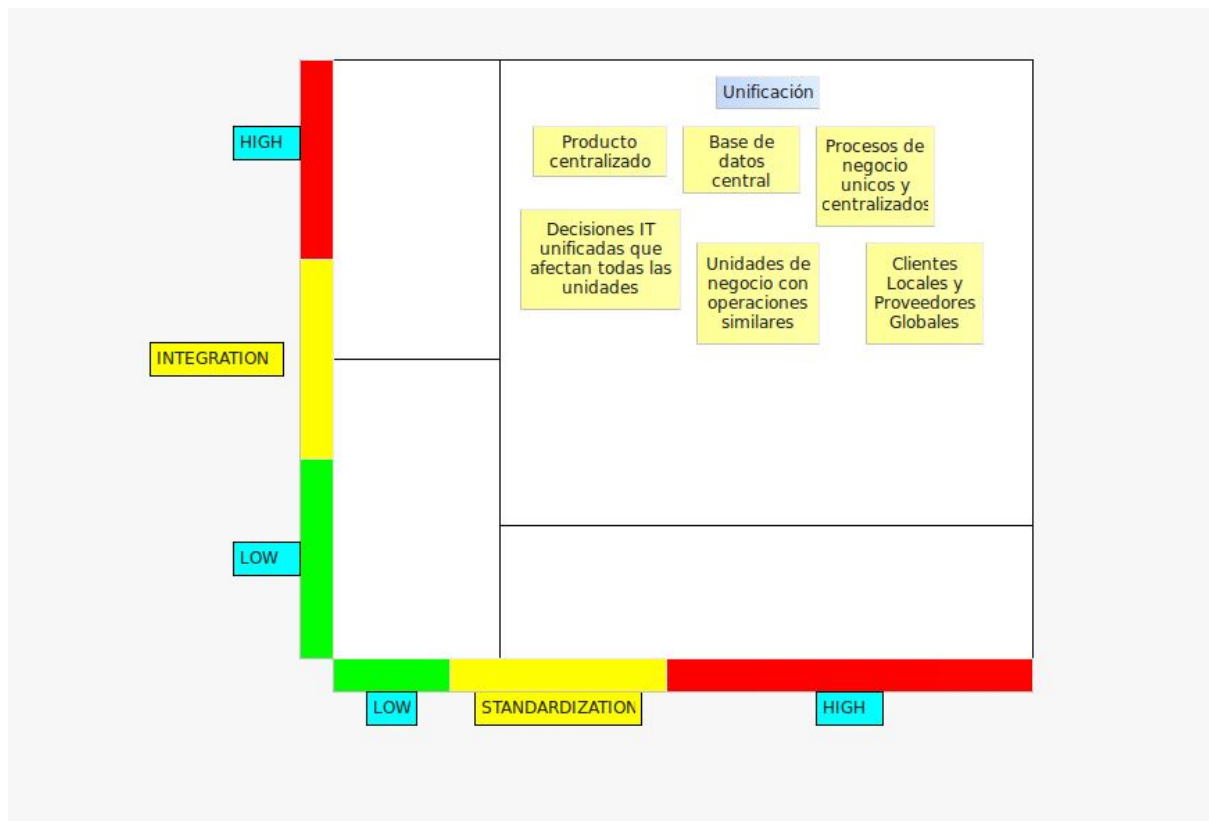 Unificación
HIGH
Producto
centralizado
Base de
datos
central
Procesos de
negocio
unicos y
centralizados
Decisiones IT
unificadas que
afectan todas las
unidades
Unidades de
negocio con
operaciones
similares
Clientes
Locales y
Proveedores
Globales
INTEGRATION
LOW
LOW
STANDARDIZATION
HIGH